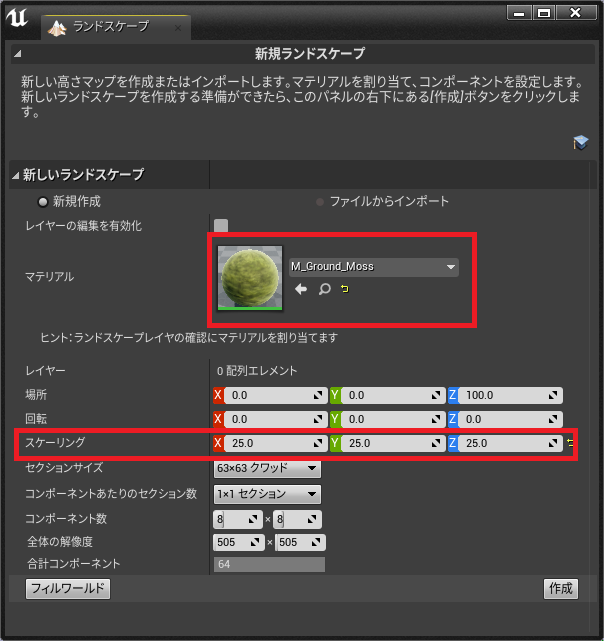 ランドスケープ
新規ランドスケープ
新しい高さマップを作成またはインポートします。マテリアルを割り当て、コンポーネントを設定します。
新しいランドスケープを作成する準備ができたら、このパネルの右下にある[作成]ボタンをクリックしま
す。
新しいランドスケープ
新規作成 ファイルからインポート
レイヤーの編集を有効化
マテリアル M_Ground_Moss
ヒント:ランドスケープレイヤの確認にマテリアルを割り当てます
レイヤー 0 配列エレメント
場所 X 0.0 Y 0.0 Z 100.0
回転 X 0.0 Y 0.0 Z 0.0
スケーリング X 25.0 Y 25.0 Z 25.0
セクションサイズ 63×63 クワッド
コンポーネントあたりのセクション数 1×1 セクション
コンポーネント数 8 × 8
全体の解像度 505 × 505
合計コンポーネント 64
フィルワールド 作成